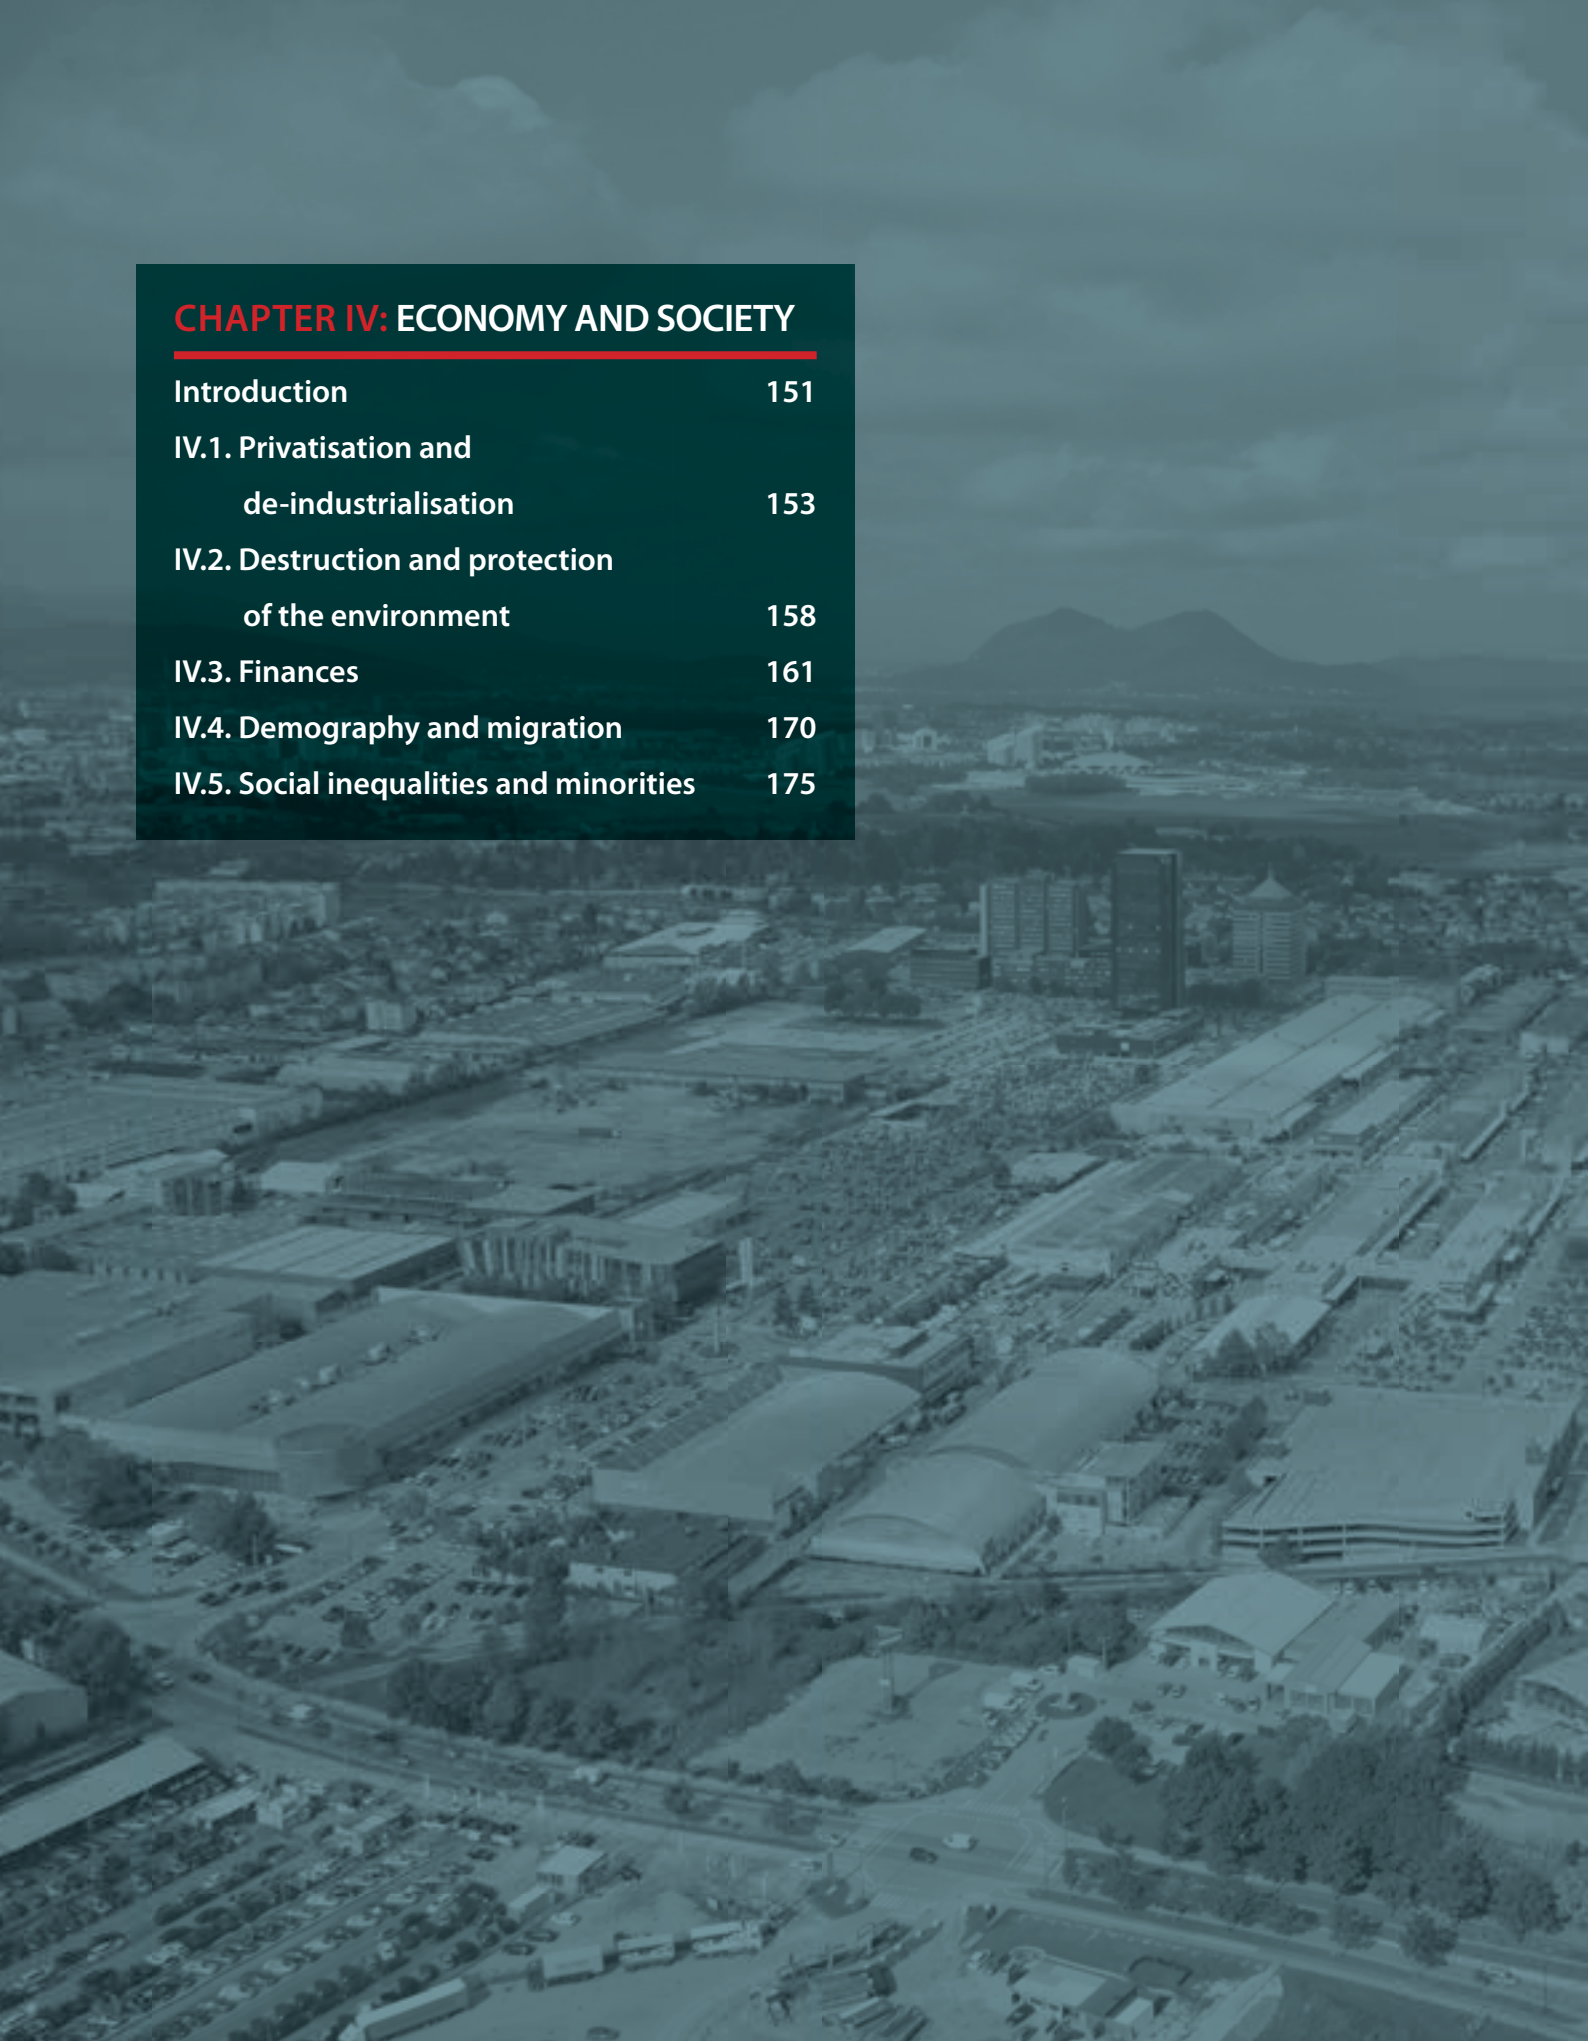 CHAPTER IV: ECONOMY AND SOCIETY
Introduction 151
IV.1. Privatisation and
de-industrialisation 153
IV.2. Destruction and protection
of the environment 158
IV.3. Finances 161
IV.4. Demography and migration 170
IV.5. Social inequalities and minorities 175